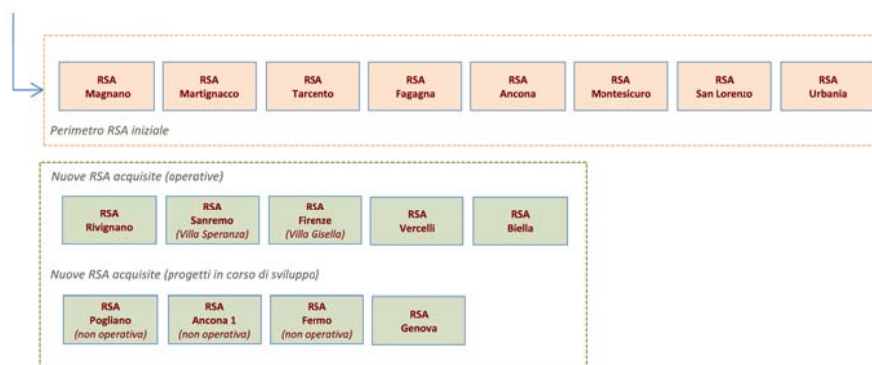 RSA
Magnano
RSA
Martignacco
RSA
Tarcento
RSA
Fagagna
RSA
Ancona
RSA
Montesicuro
RSA
San Lorenzo
RSA
Urbania
Perimetro RSA iniziale
Nuove RSA acquisite (operative)
RSA
Rivignano
RSA
Sanremo
(Villa Speranza)
RSA
Firenze
(Villa Gisella)
RSA
Vercelli
RSA
Biella
Nuove RSA acquisite (progetti in corso di sviluppo)
RSA
Pogliano
(non operativa)
RSA
Ancona 1
(non operativa)
RSA
Fermo
(non operativa)
RSA
Genova